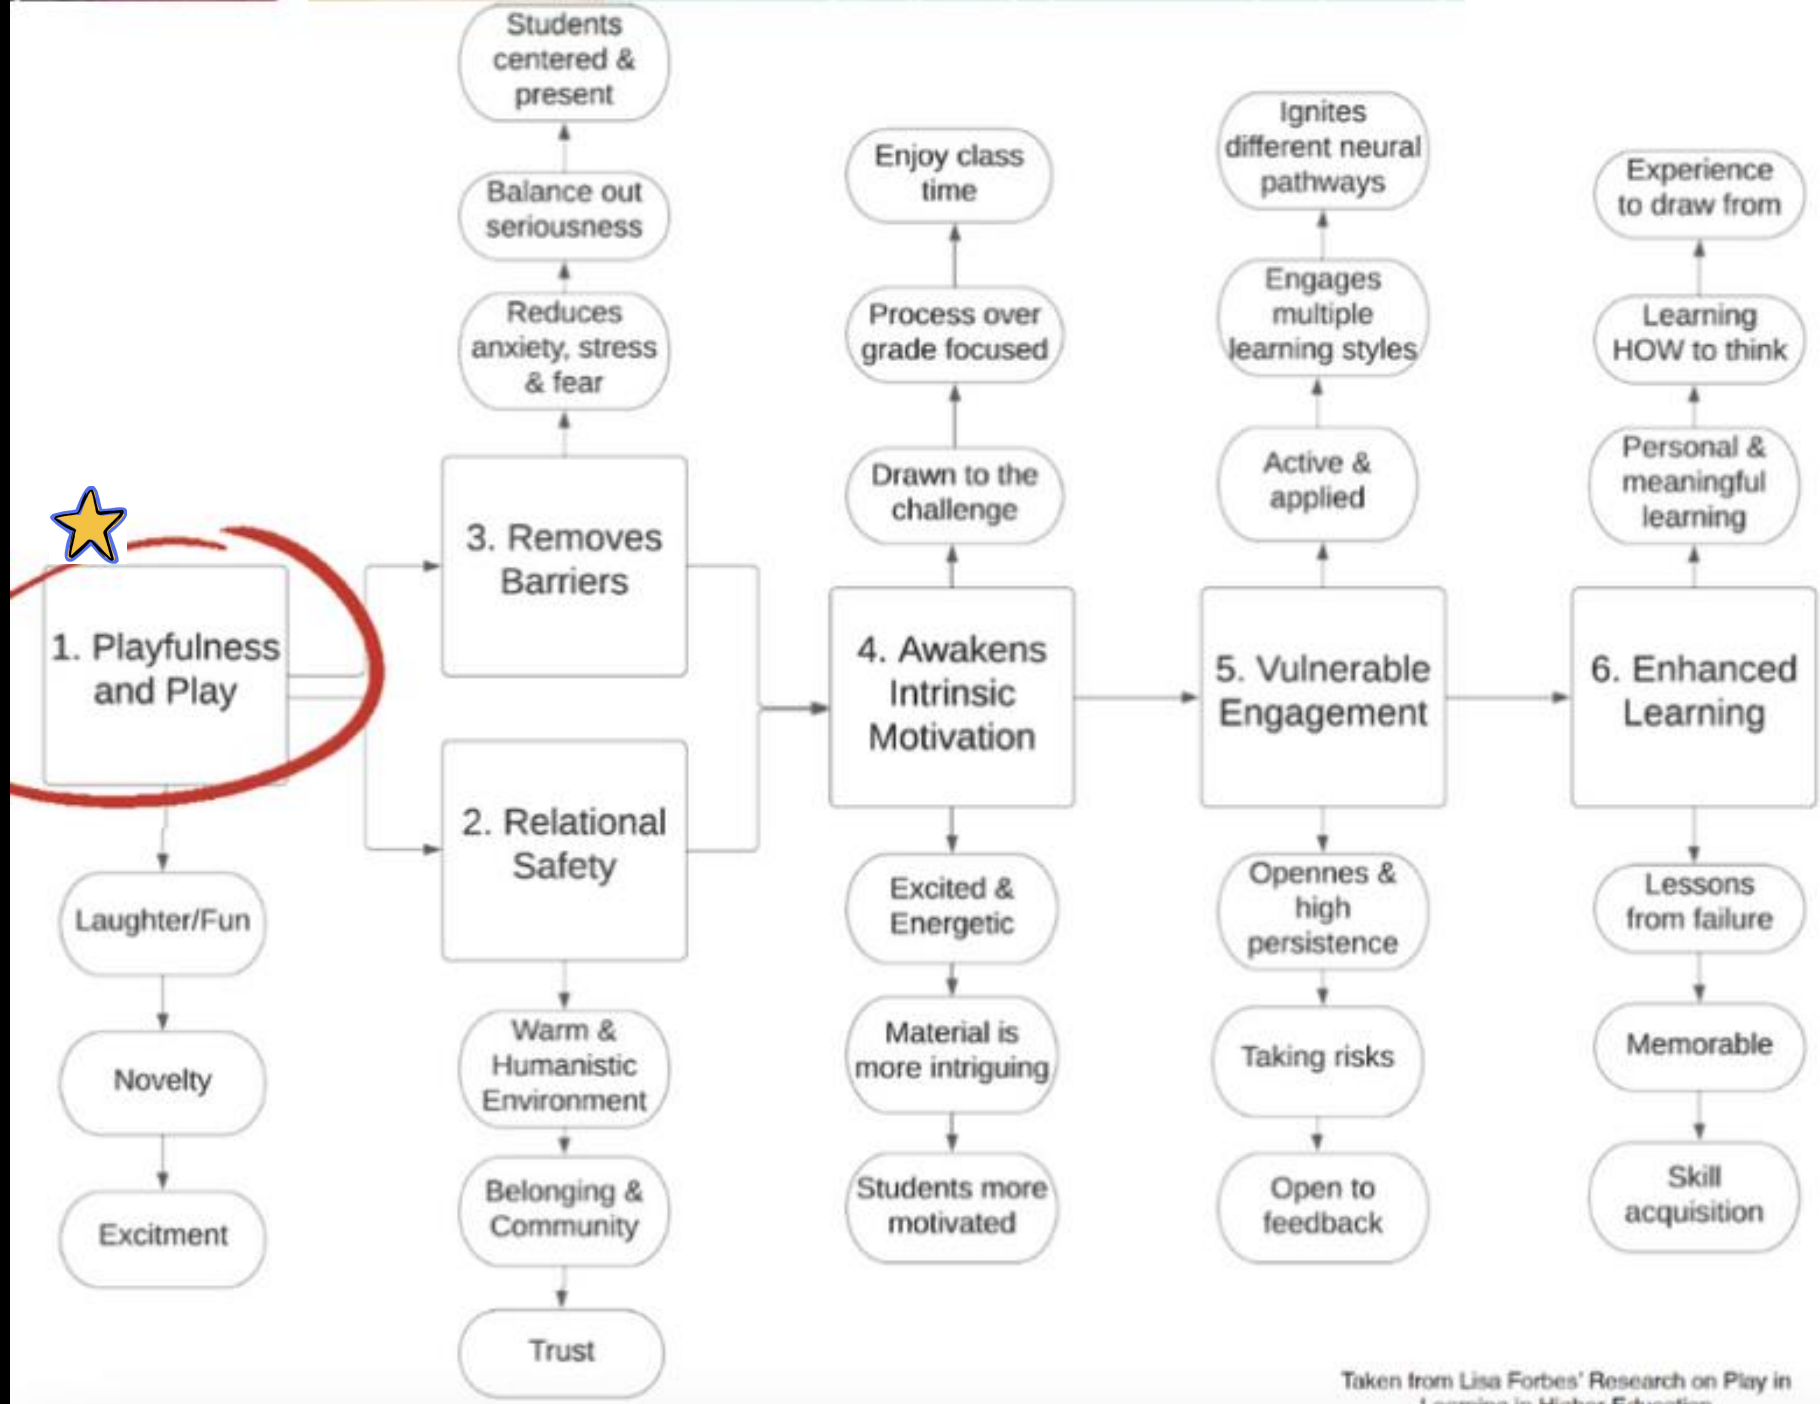 Students
centered &
present
Balance out
seriousness
Reduces
anxiety, stress
& fear
3. Removes
Barriers
1. Playfulness
and Play
Laughter/Fun
Novelty
Excitment
2. Relational
Safety
Warm &
Humanistic
Environment
Belonging &
Community
Trust
Enjoy class
time
Process over
grade focused
Drawn to the
challenge
4. Awakens
Intrinsic
Motivation
Excited &
Energetic
Material is
more intriguing
Students more
motivated
Ignites
different neural
pathways
Engages
multiple
learning styles
Active &
applied
5. Vulnerable
Engagement
Opennes &
high
persistence
Taking risks
Open to
feedback
Experience
to draw from
Learning
HOW to think
Personal &
meaningful
learning
6. Enhanced
Learning
Lessons
from failure
Memorable
Skill
acquisition
Taken from Lisa Forbes' Research on Play in
Learning in Higher Education